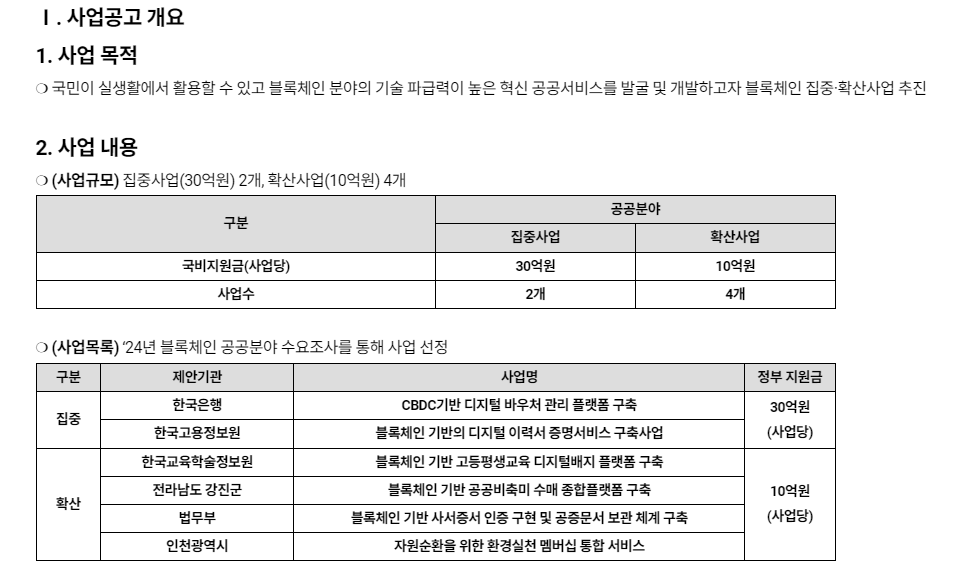 Ⅰ. 사업공고 개요
1. 사업 목적
❍ 국민이 실생활에서 활용할 수 있고 블록체인 분야의 기술 파급력이 높은 혁신 공공서비스를 발굴 및 개발하고자 블록체인 집중·확산사업 추진
2. 사업 내용
❍ (사업규모) 집중사업(30억원) 2개, 확산사업(10억원) 4개
구분 공공분야
집중사업 확산사업
국비지원금(사업당) 30억원 10억원
사업수 2개 4개
❍ (사업목록) ‘24년 블록체인 공공분야 수요조사를 통해 사업 선정
구분 제안기관 사업명 정부 지원금
집중 한국은행 CBDC기반 디지털 바우처 관리 플랫폼 구축 30억원
(사업당)
한국고용정보원 블록체인 기반의 디지털 이력서 증명서비스 구축사업
확산 한국교육학술정보원 블록체인 기반 고등평생교육 디지털배지 플랫폼 구축 10억원
(사업당)
전라남도 강진군 블록체인 기반 공공비축미 수매 종합플랫폼 구축
법무부 블록체인 기반 사서증서 인증 구현 및 공증문서 보관 체계 구축
인천광역시 자원순환을 위한 환경실천 멤버십 통합 서비스